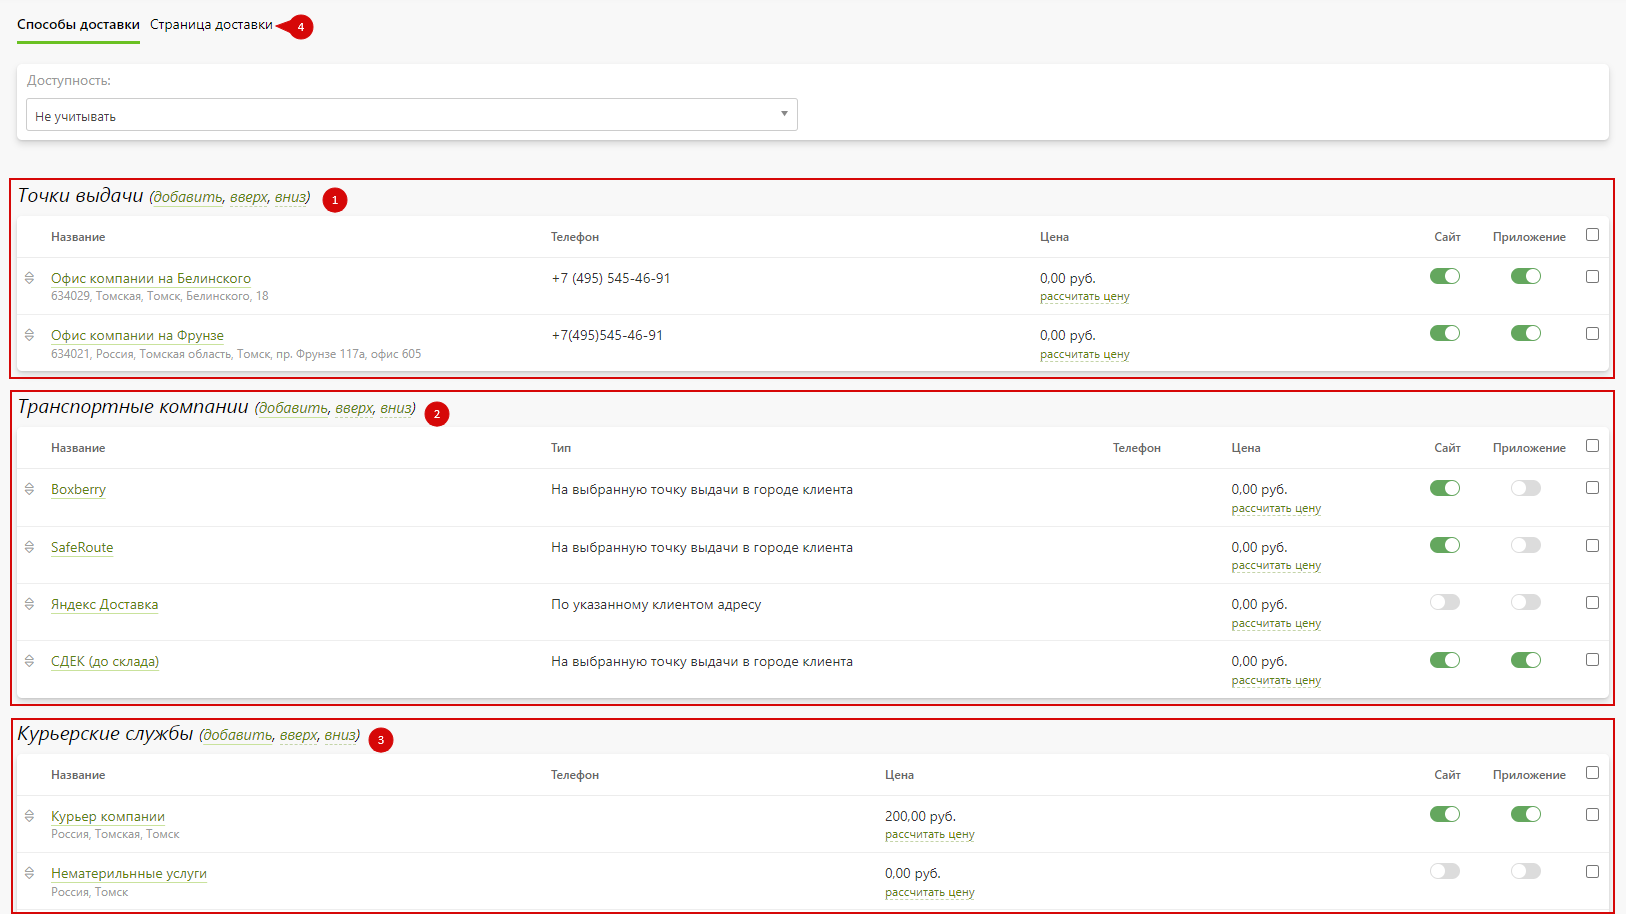 Способы доставки Страница доставки 4
Доступность:
Не учитывать
Точки выдачи (добавить, вверх, вниз) 1
Название Телефон Цена Сайт Приложение
Офис компании на Белинского +7 (495) 545-46-91 0,00 руб.
634029, Томская, Томск, Белинского, 18 рассчитать цену
Офис компании на Фрунзе +7(495)545-46-91 0,00 руб.
634021, Россия, Томская область, Томск, пр. Фрунзе 117а, офис 605 рассчитать цену
Транспортные компании (добавить, вверх, вниз) 2
Название Тип Телефон Цена Сайт Приложение
Boxberry На выбранную точку выдачи в городе клиента 0,00 руб.
рассчитать цену
SafeRoute На выбранную точку выдачи в городе клиента 0,00 руб.
рассчитать цену
Яндекс Доставка По указанному клиентом адресу 0,00 руб.
рассчитать цену
СДЕК (до склада) На выбранную точку выдачи в городе клиента 0,00 руб.
рассчитать цену
Курьерские службы (добавить, вверх, вниз) 3
Название Телефон Цена Сайт Приложение
Курьер компании 200,00 руб.
Россия, Томская, Томск рассчитать цену
Нематерильнные услуги 0,00 руб.
Россия, Томск рассчитать цену